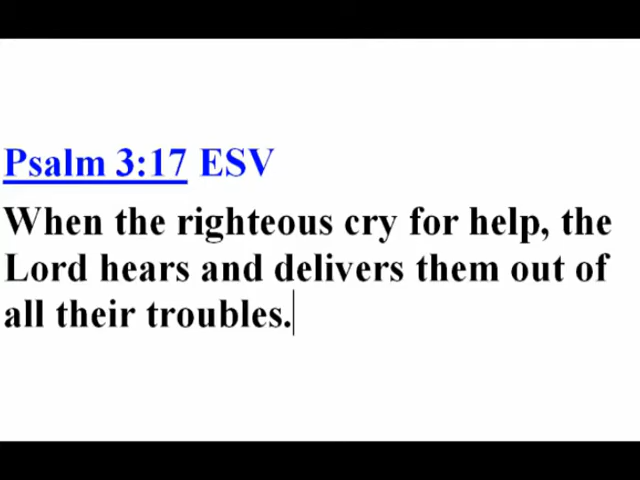 Psalm 3:17 ESV
When the righteous cry for help, the
Lord hears and delivers them out of
all their troubles.